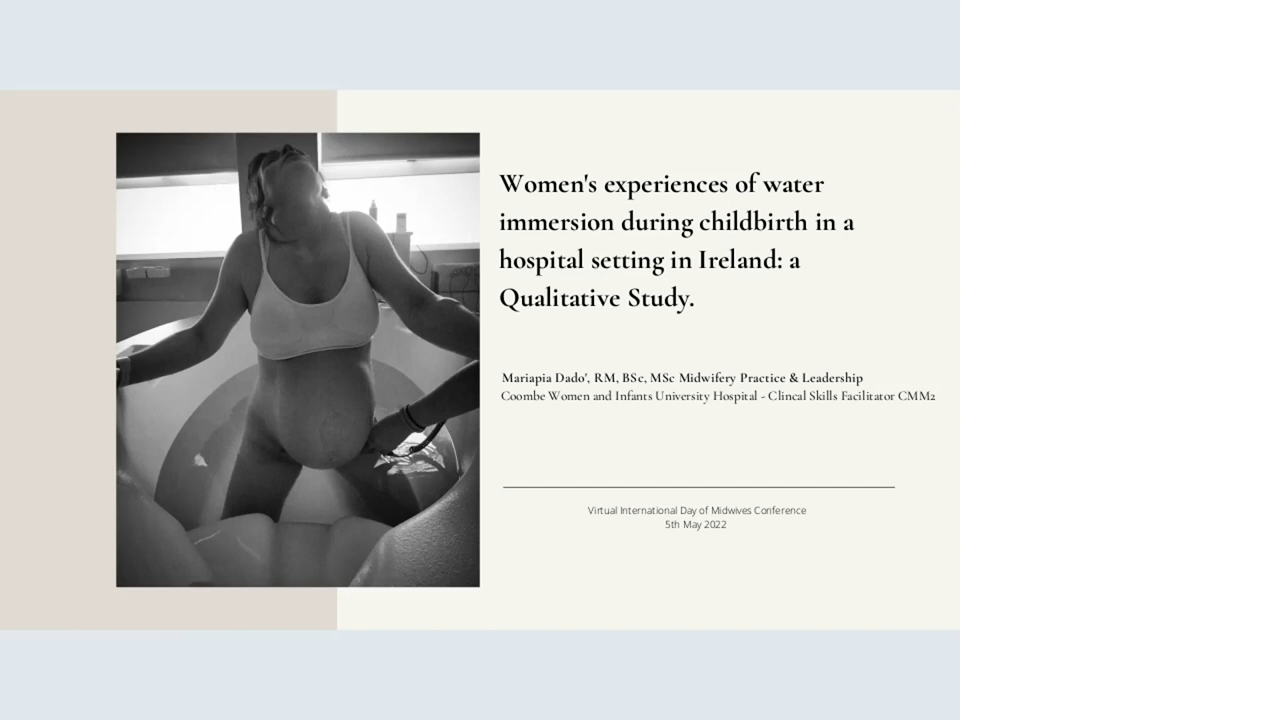 Women's experiences of water
immersion during childbirth in a
hospital setting in Ireland: a
Qualitative Study.
Mariapia Dado', RM, BSc, MSc Midwifery Practice & Leadership
Coombe Women and Infants University Hospital - Clincal Skills Facilitator CMM2
Virtual International Day of Midwives Conference
5th May 2022